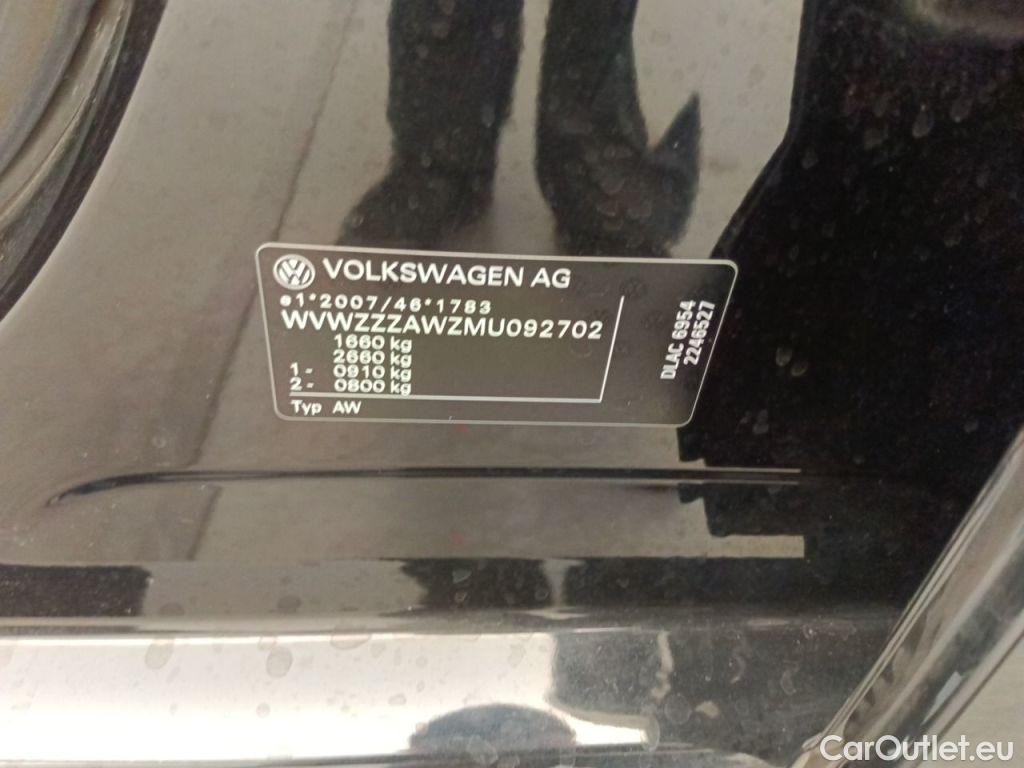 VOLKSWAGEN AG
e1*2007/46*1783
WVWZZZAWZMU092702
1660 kg
2660 kg
1- 0910 kg
2- 0800 kg
Typ AW
DLAC 6954
2246527
CarOutlet.eu